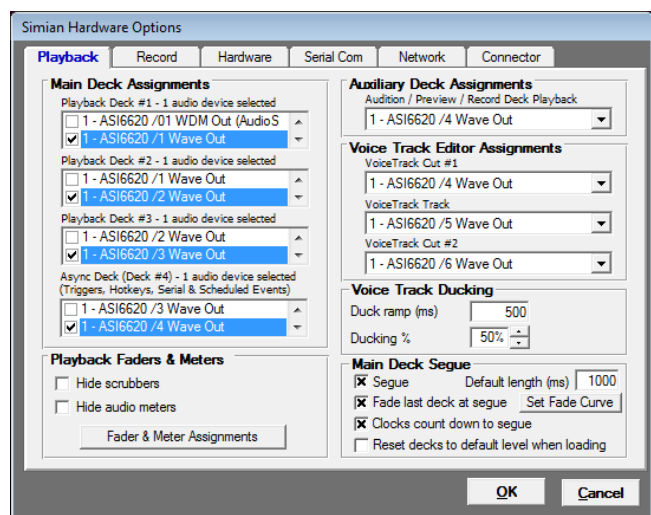 Simian Hardware Options
Playback
Record
Hardware
Serial Com
Network
Connector
Main Deck Assignments
Playback Deck #1 - 1 audio device selected
1 - ASI6620 /01 WDM Out (AudioS
1 - ASI6620 /1 Wave Out
Playback Deck #2 - 1 audio device selected
1 - ASI6620 /1 Wave Out
1 - ASI6620 /2 Wave Out
Playback Deck #3 - 1 audio device selected
1 - ASI6620 /2 Wave Out
1 - ASI6620 /3 Wave Out
Async Deck (Deck #4) - 1 audio device selected
(Triggers, Hotkeys, Serial & Scheduled Events)
1 - ASI6620 /3 Wave Out
1 - ASI6620 /4 Wave Out
Playback Faders & Meters
Hide scrubbers
Hide audio meters
Fader & Meter Assignments
Auxiliary Deck Assignments
Audition / Preview / Record Deck Playback
1 - ASI6620 /4 Wave Out
Voice Track Editor Assignments
VoiceTrack Cut #1
1 - ASI6620 /4 Wave Out
VoiceTrack Track
1 - ASI6620 /5 Wave Out
VoiceTrack Cut #2
1 - ASI6620 /6 Wave Out
Voice Track Ducking
Duck ramp (ms) 500
Ducking % 50%
Main Deck Segue
Segue Default length (ms) 1000
Fade last deck at segue Set Fade Curve
Clocks count down to segue
Reset decks to default level when loading
OK Cancel